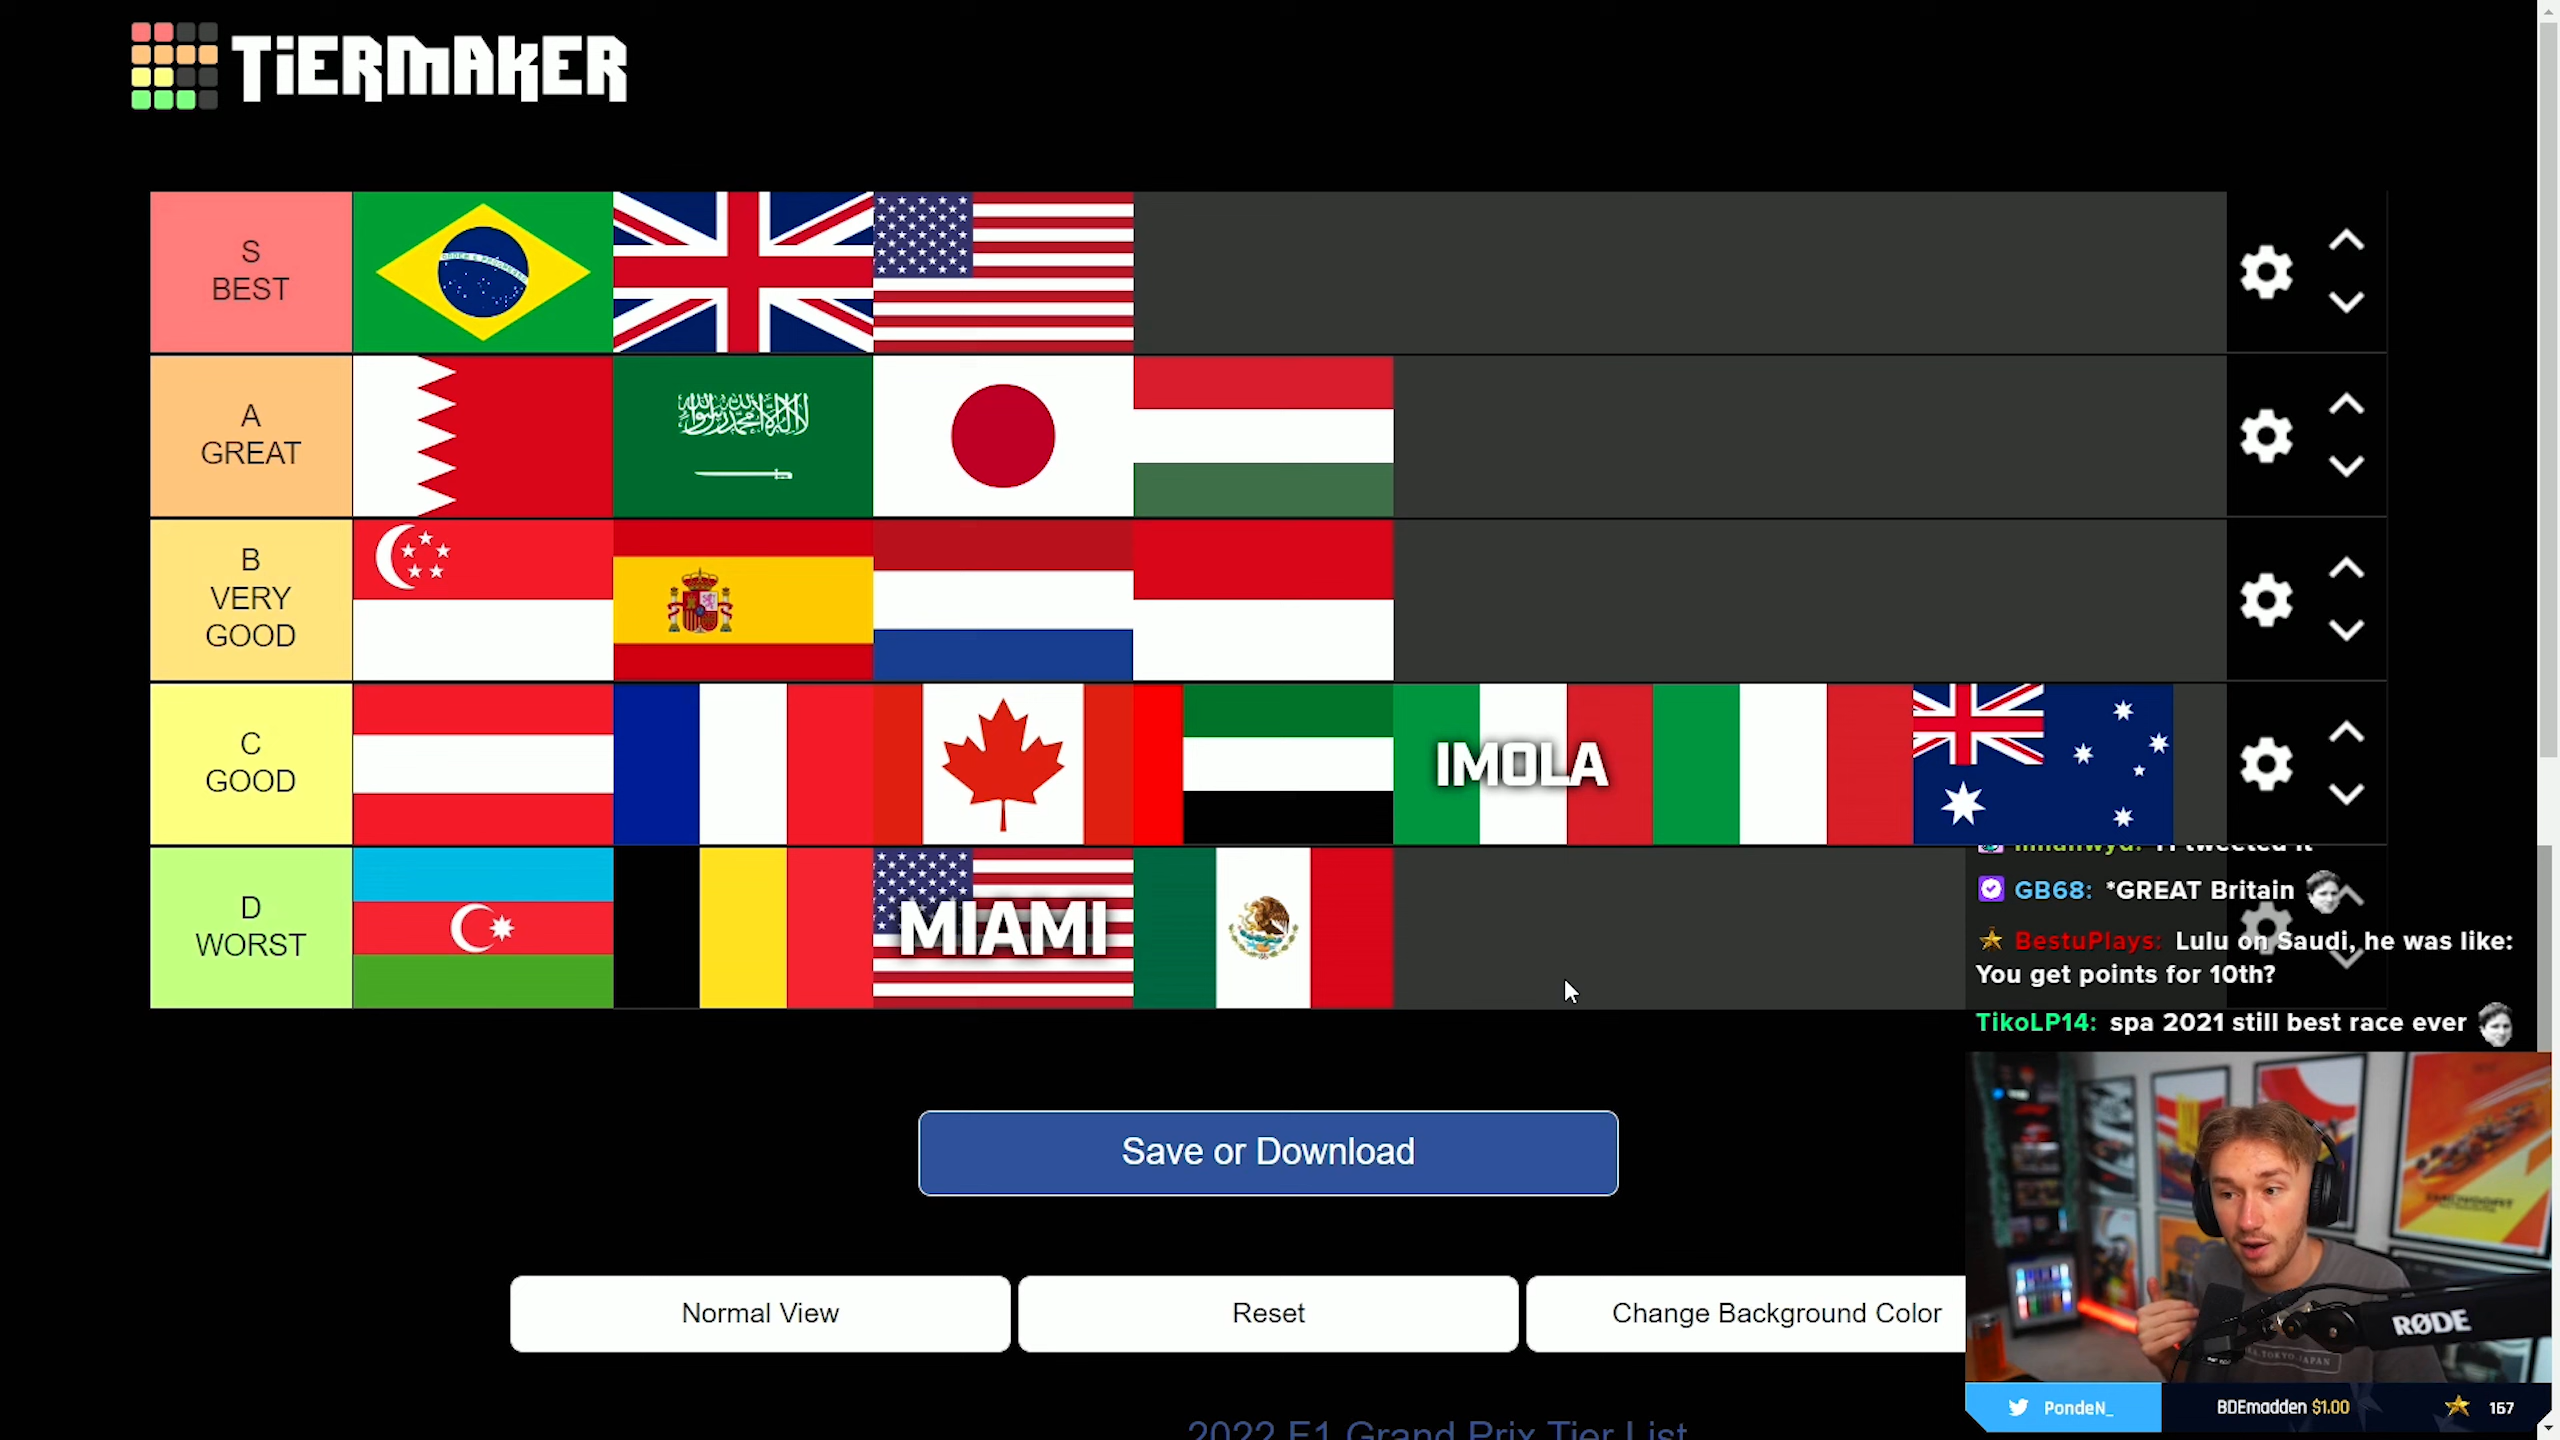 TiERMAKER
S
BEST
A
GREAT
B
VERY
GOOD
C
GOOD
IMOLA
D
WORST
MIAMI
GB68: *GREAT Britain
BestuPlays: Lulu on Saudi, he was like:
You get points for 10th?
TikoLP14: spa 2021 still best race ever
Save or Download
Normal View
Reset
Change Background Color
RØDE
TOKYO-JAPAN
PondeN_
BDEmadden $1.00
167
2022 F1 Grand Prix Tier List